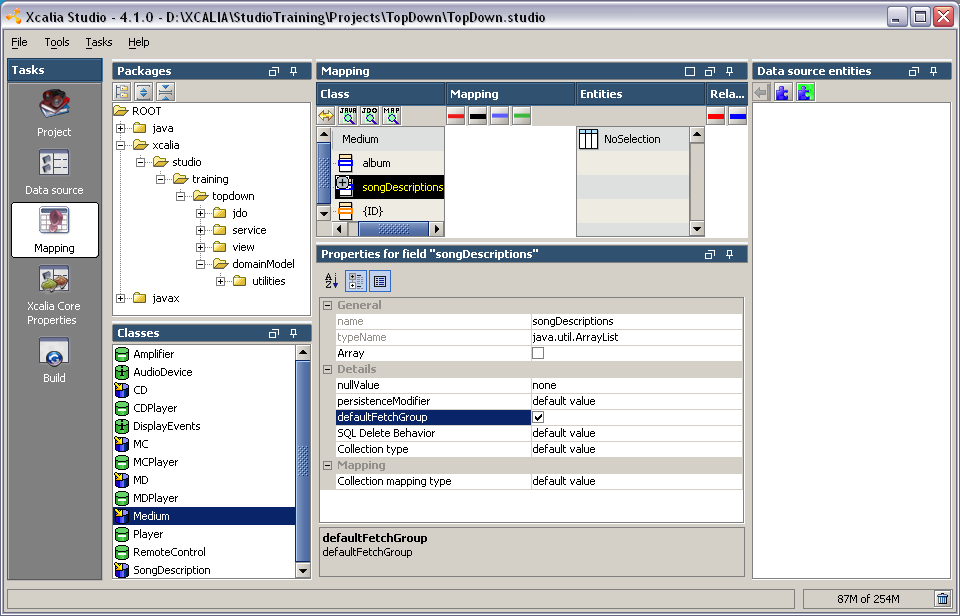 Xcalia Studio - 4.1.0 - D:\XCALIA\StudioTraining\Projects\TopDown\TopDown.studio
File Tools Tasks Help
Tasks
Project
Data source
Mapping
Xcalia Core
Properties
Build
Packages
ROOT
java
xcalia
studio
training
topdown
jdo
service
view
domainModel
utilities
javax
Classes
Amplifier
AudioDevice
CD
CDPlayer
DisplayEvents
MC
MCPlayer
MD
MDPlayer
Medium
Player
RemoteControl
SongDescription
Mapping
Class Mapping Entities Rela...
JAVA JDO MAP
Medium
album
songDescriptions
{ID}
NoSelection
Properties for field "songDescriptions"
General
name songDescriptions
typeName java.util.ArrayList
Array
Details
nullValue none
persistenceModifier default value
defaultFetchGroup
SQL Delete Behavior default value
Collection type default value
Mapping
Collection mapping type default value
defaultFetchGroup
defaultFetchGroup
Data source entities
87M of 254M